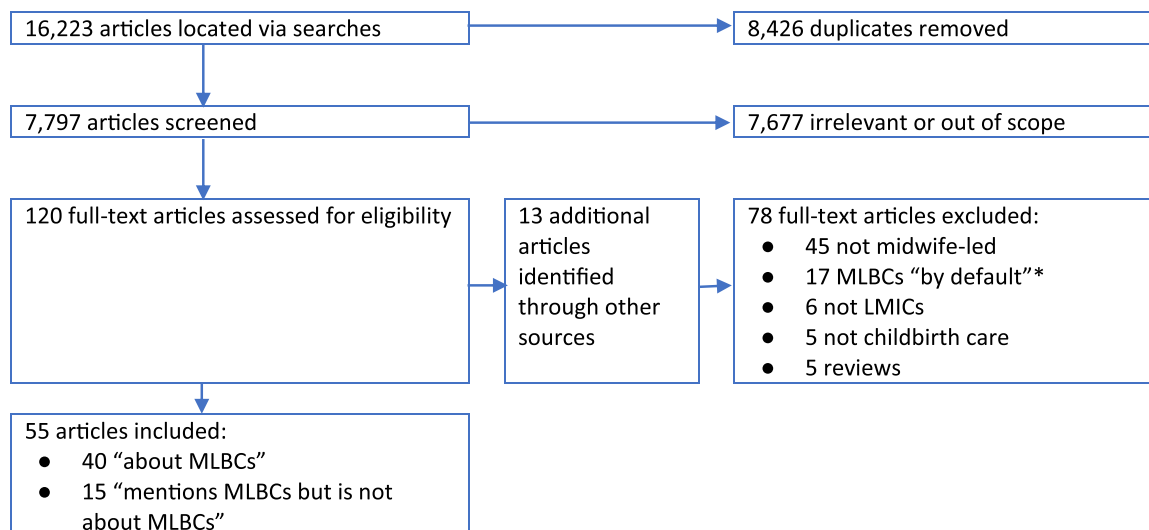 16,223 articles located via searches
8,426 duplicates removed
7,797 articles screened
7,677 irrelevant or out of scope
120 full-text articles assessed for eligibility
13 additional
articles
identified
through other
sources
78 full-text articles excluded:
● 45 not midwife-led
● 17 MLBCs “by default”*
● 6 not LMICs
● 5 not childbirth care
● 5 reviews
55 articles included:
● 40 “about MLBCs”
● 15 “mentions MLBCs but is not
about MLBCs”